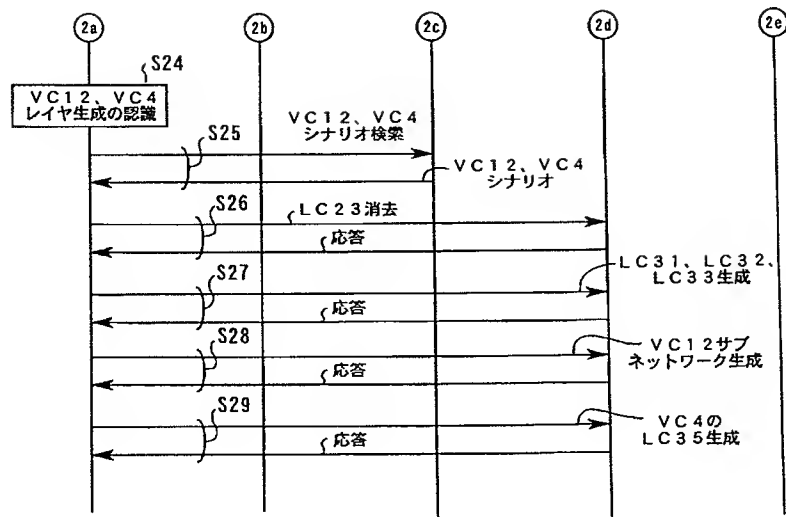 2a
2b
2c
2d
2e
S24
VC12、VC4
レイヤ生成の認識
S25
VC12、VC4
シナリオ検索
VC12、VC4
シナリオ
S26
LC23消去
応答
S27
LC31、LC32、
LC33生成
応答
S28
VC12サブ
ネットワーク生成
応答
S29
VC4の
LC35生成
応答